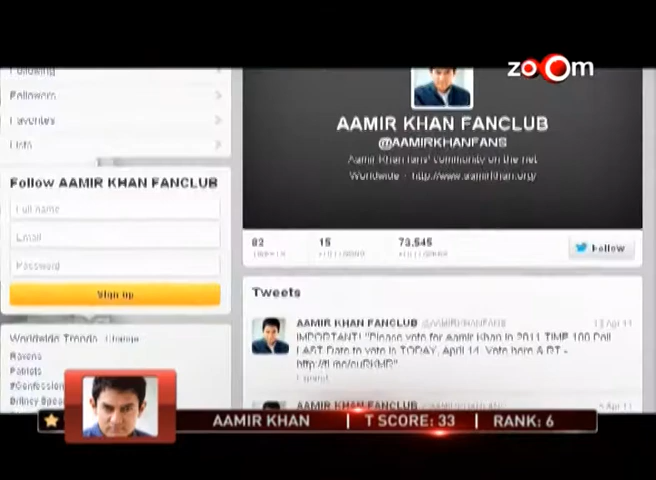 zoom
Following
Followers
Favorites
Lists
Follow AAMIR KHAN FANCLUB
Full name
Email
Password
Sign up
Worldwide Trends · Change
Ravens
Patriots
#Confession
Britney Spea
AAMIR KHAN FANCLUB
@AAMIRKHANFANS
Aamir Khan fans' community on the net
Worldwide · http://www.aamirkhan.org/
82
15
73,545
Follow
Tweets
AAMIR KHAN FANCLUB @AAMIRKHANFANS
IMPORTANT! "Please vote for Aamir Khan in 2011 TIME 100 Poll
LAST Date to vote is TODAY, April 14. Vote here & RT -
AAMIR KHAN FANCLUB
AAMIR KHAN
T SCORE: 33
RANK: 6